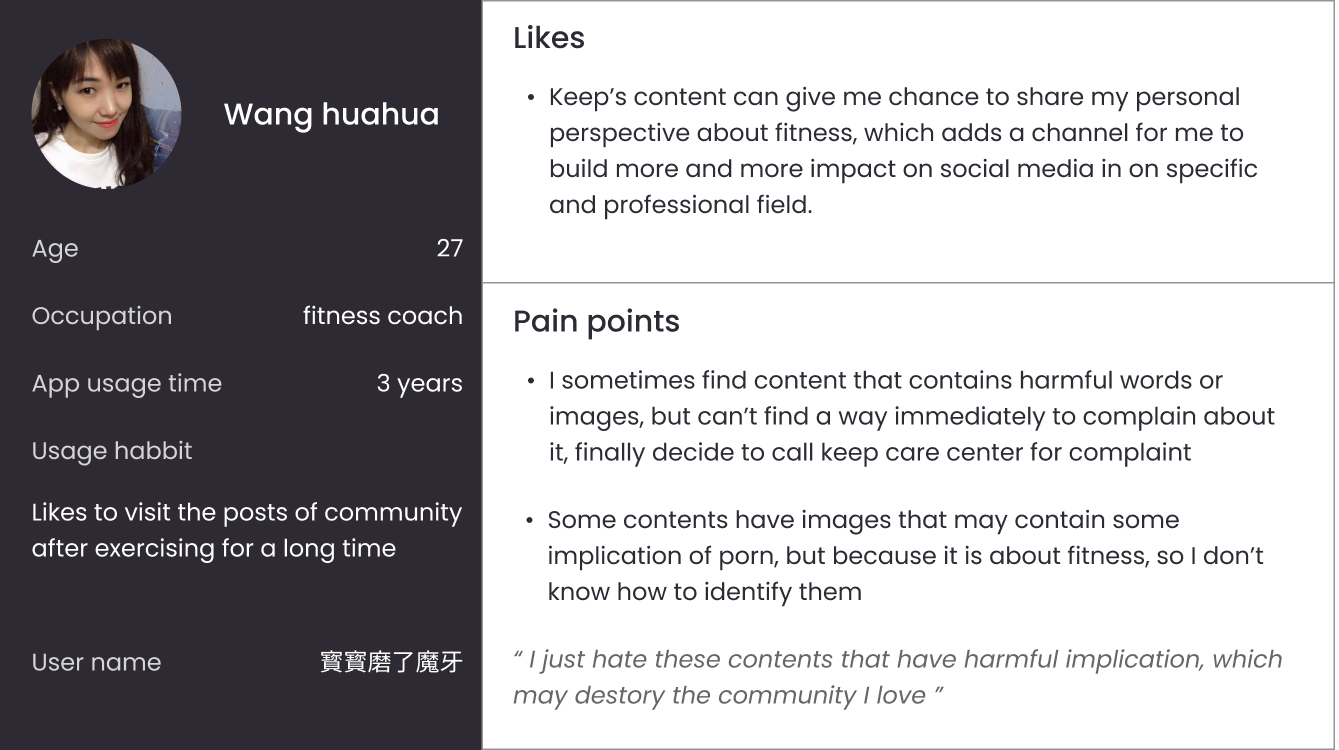 Wang huahua
Age 27
Occupation fitness coach
App usage time 3 years
Usage habbit
Likes to visit the posts of community
after exercising for a long time
User name 寶寶磨了魔牙
Likes
• Keep’s content can give me chance to share my personal
perspective about fitness, which adds a channel for me to
build more and more impact on social media in on specific
and professional field.
Pain points
• I sometimes find content that contains harmful words or
images, but can’t find a way immediately to complain about
it, finally decide to call keep care center for complaint
• Some contents have images that may contain some
implication of porn, but because it is about fitness, so I don’t
know how to identify them
“ I just hate these contents that have harmful implication, which
may destory the community I love ”